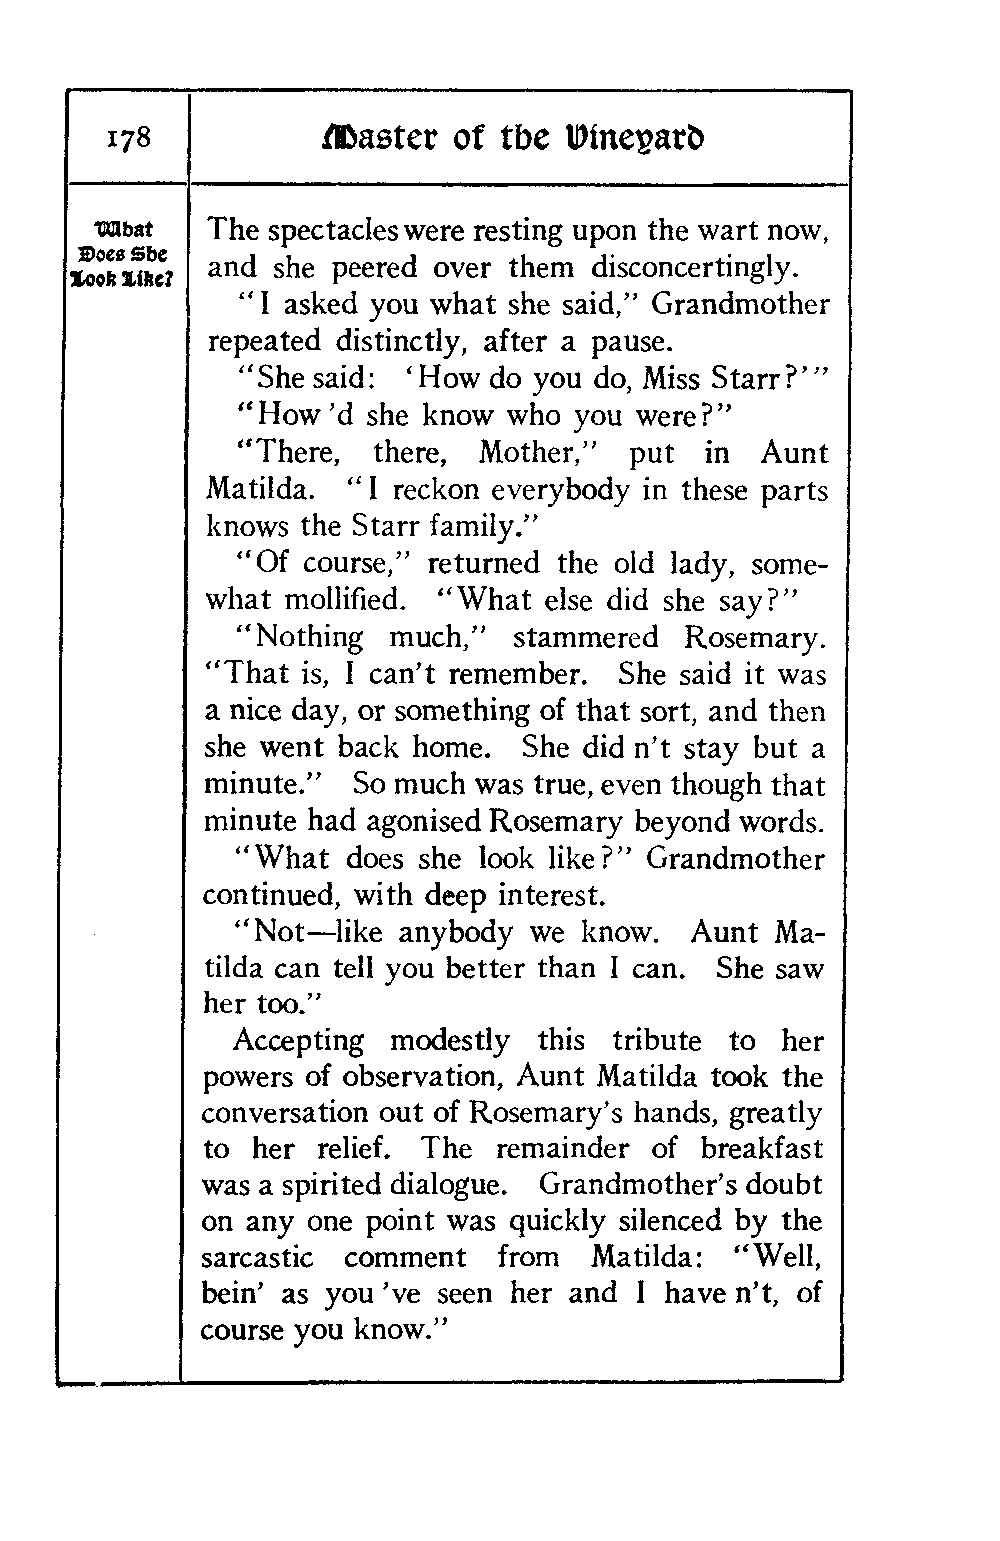 178
Master of the Vineyard
What
Does She
Look Like?
The spectacles were resting upon the wart now,
and she peered over them disconcertingly.
“I asked you what she said,” Grandmother
repeated distinctly, after a pause.
“She said: ‘How do you do, Miss Starr?’”
“How ’d she know who you were?”
“There, there, Mother,” put in Aunt
Matilda. “I reckon everybody in these parts
knows the Starr family.”
“Of course,” returned the old lady, some-
what mollified. “What else did she say?”
“Nothing much,” stammered Rosemary.
“That is, I can’t remember. She said it was
a nice day, or something of that sort, and then
she went back home. She did n’t stay but a
minute.” So much was true, even though that
minute had agonised Rosemary beyond words.
“What does she look like?” Grandmother
continued, with deep interest.
“Not—like anybody we know. Aunt Ma-
tilda can tell you better than I can. She saw
her too.”
Accepting modestly this tribute to her
powers of observation, Aunt Matilda took the
conversation out of Rosemary’s hands, greatly
to her relief. The remainder of breakfast
was a spirited dialogue. Grandmother’s doubt
on any one point was quickly silenced by the
sarcastic comment from Matilda: “Well,
bein’ as you ’ve seen her and I have n’t, of
course you know.”